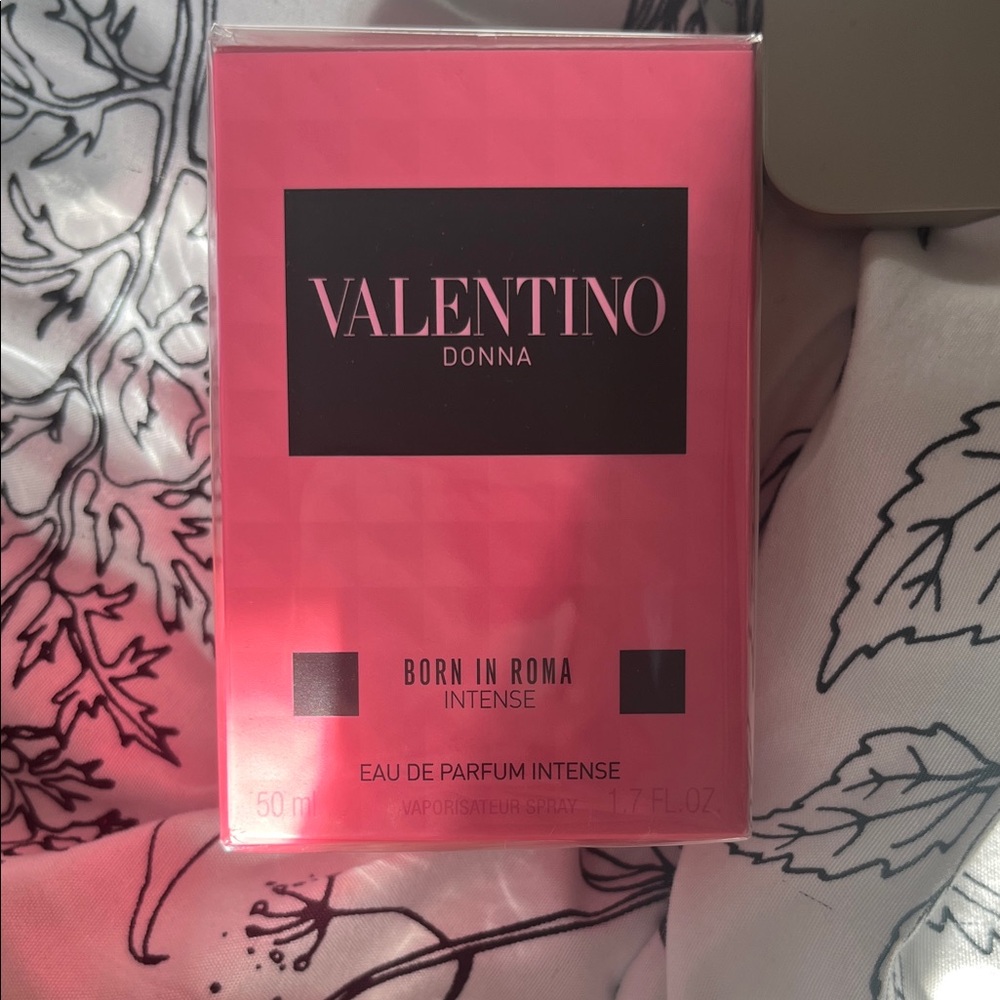 VALENTINO
DONNA
BORN IN ROMA
INTENSE
EAU DE PARFUM INTENSE
50 ml VAPORISATEUR SPRAY 1.7 FL.OZ